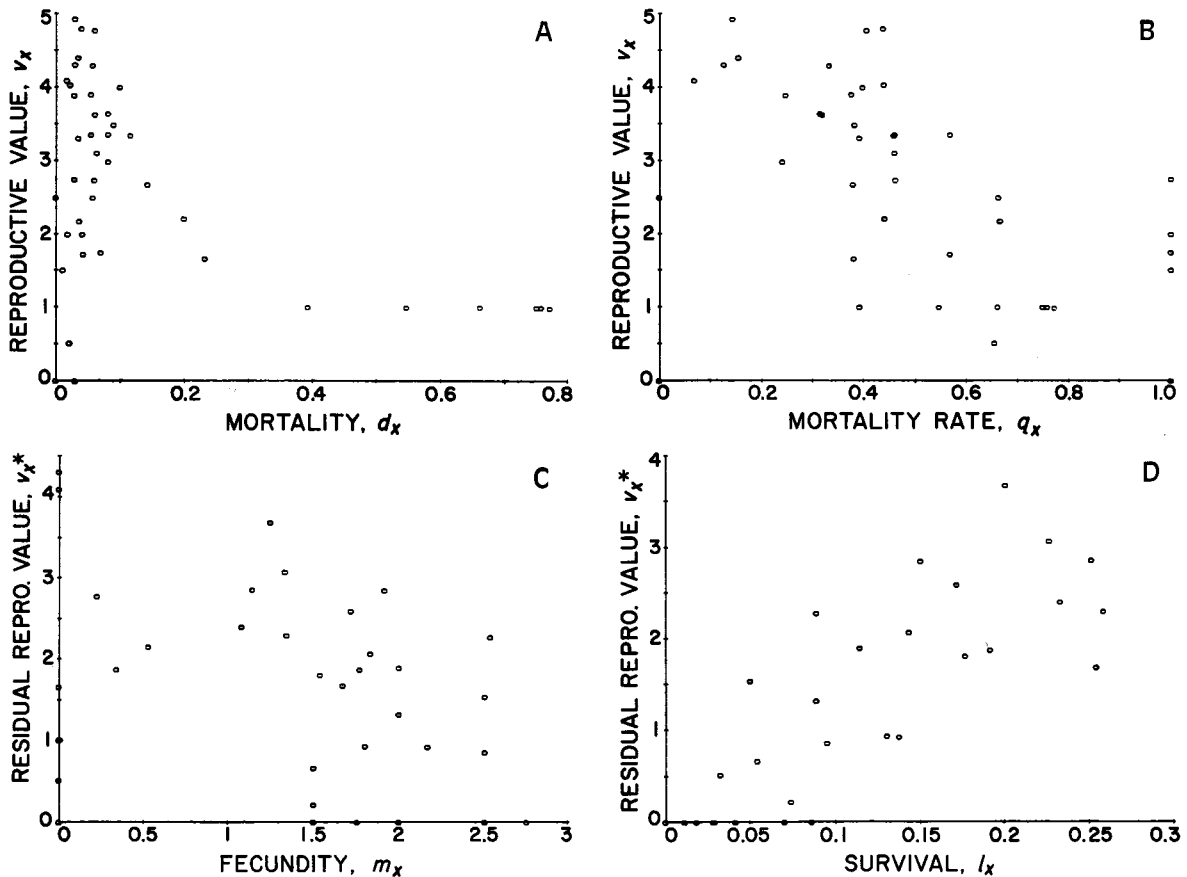 A
REPRODUCTIVE VALUE, vx
5
4
3
2
1
0
0 0.2 0.4 0.6 0.8
MORTALITY, dx
B
REPRODUCTIVE VALUE, vx
5
4
3
2
1
0
0 0.2 0.4 0.6 0.8 1.0
MORTALITY RATE, qx
C
RESIDUAL REPRO. VALUE, vx*
4
3
2
1
0
0 0.5 1 1.5 2 2.5 3
FECUNDITY, mx
D
RESIDUAL REPRO. VALUE, vx*
4
3
2
1
0
0.05 0.1 0.15 0.2 0.25 0.3
SURVIVAL, lx